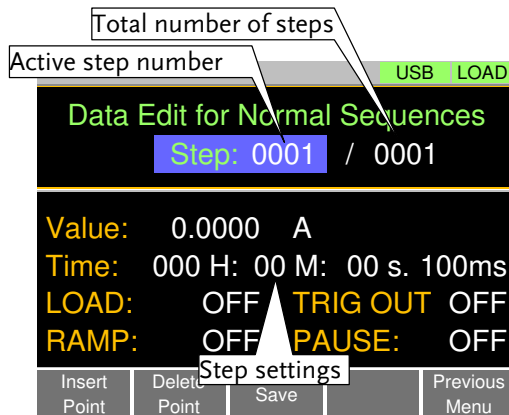 Total number of steps
Active step number
USB LOAD
Data Edit for Normal Sequences
Step: 0001 / 0001
Value: 0.0000 A
Time: 000 H: 00 M: 00 s. 100ms
LOAD: OFF TRIG OUT OFF
RAMP: OFF PAUSE: OFF
Step settings
Insert Point
Delete Point
Save
Previous Menu